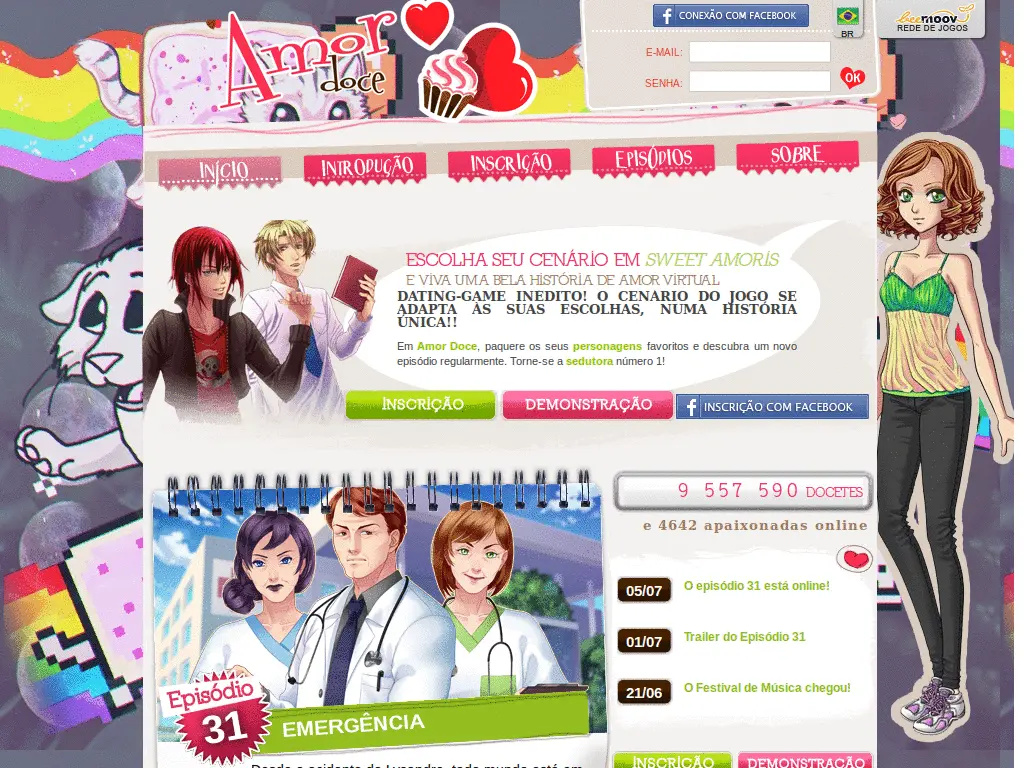 Amor
doce
CONEXÃO COM FACEBOOK
BR
beemoov
REDE DE JOGOS
E-MAIL:
SENHA:
OK
INÍCIO
INTRODUÇÃO
INSCRIÇÃO
EPISÓDIOS
SOBRE
ESCOLHA SEU CENÁRIO EM SWEET AMORIS
E VIVA UMA BELA HISTÓRIA DE AMOR VIRTUAL
DATING-GAME INEDITO! O CENARIO DO JOGO SE
ADAPTA ÀS SUAS ESCOLHAS, NUMA HISTÓRIA
ÚNICA!!
Em Amor Doce, paquere os seus personagens favoritos e descubra um novo
episódio regularmente. Torne-se a sedutora número 1!
INSCRIÇÃO
DEMONSTRAÇÃO
INSCRIÇÃO COM FACEBOOK
9 557 590 DOCETES
e 4642 apaixonadas online
05/07 O episódio 31 está online!
01/07 Trailer do Episódio 31
21/06 O Festival de Música chegou!
Episódio
31
EMERGÊNCIA
Desde o acidente do Lysandre, todo mundo está em
INSCRIÇÃO
DEMONSTRAÇÃO